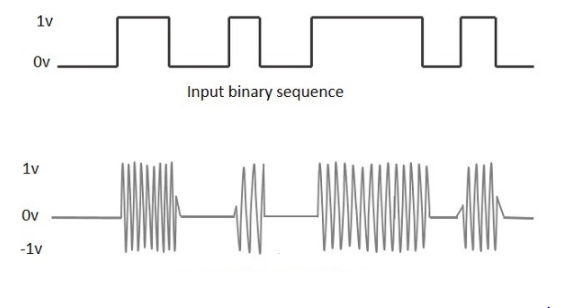 1v
0v
Input binary sequence
1v
0v
-1v